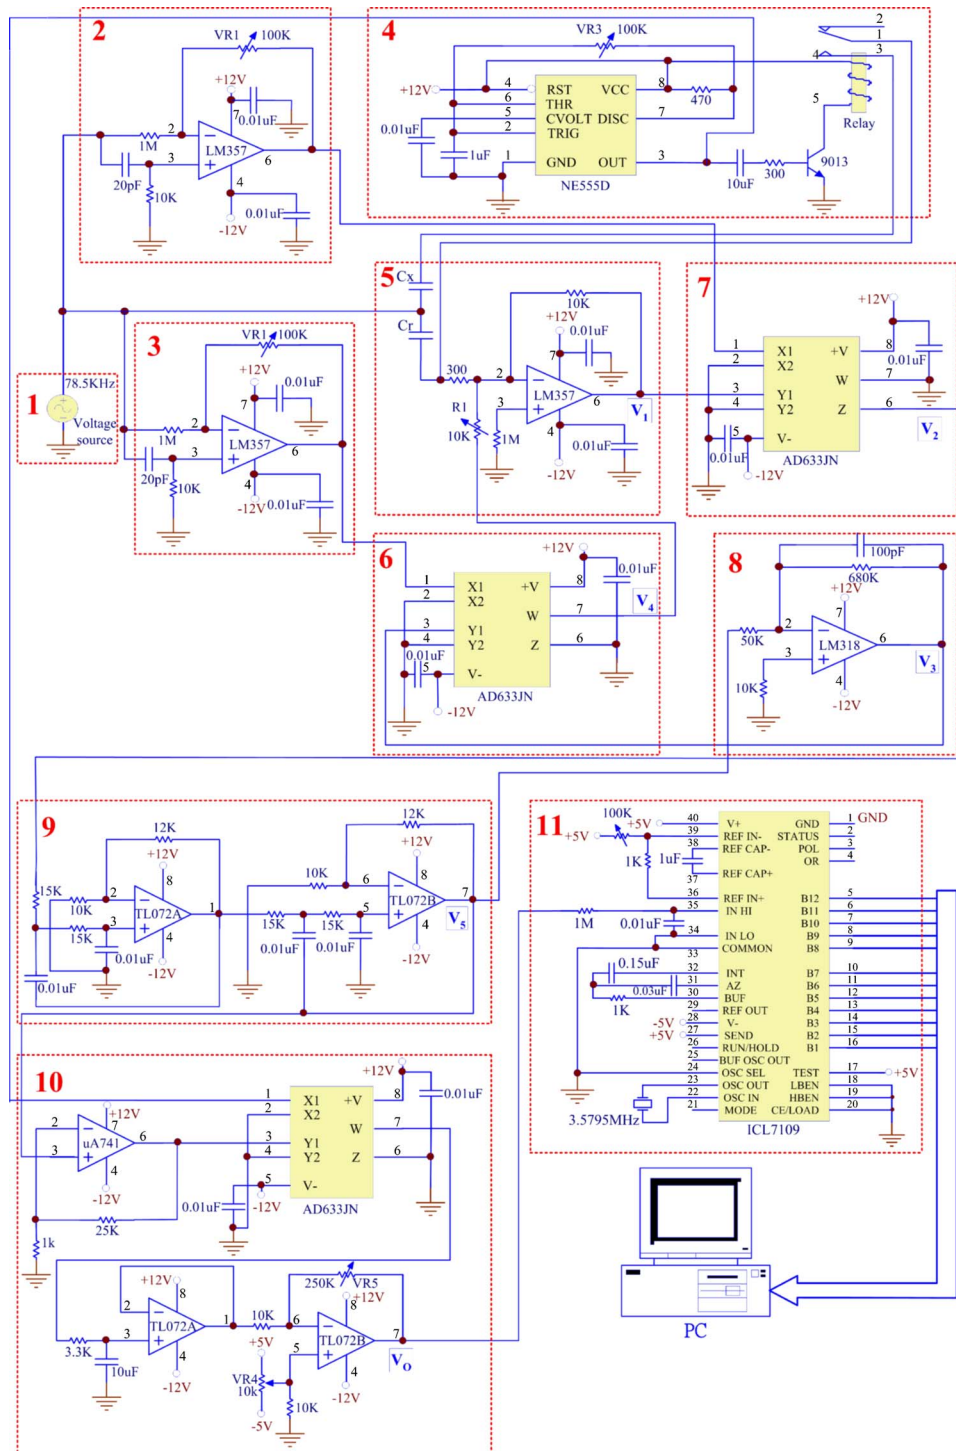 2
VR1 100K
+12V
7
0.01uF
2
1M
LM357
3
6
20pF
4
10K
0.01uF
-12V
4
VR3 100K
2
1
3
4
+12V
4 RST VCC 8
6 THR
470
5 CVOLT DISC 7
2 TRIG
5
Relay
0.01uF
1uF
1 GND OUT 3
9013
10uF
300
NE555D
5
Cx
10K
+12V
0.01uF
Cr
7
300
2
LM357
6
R1
10K
3
1M
4
V1
0.01uF
-12V
7
+12V
1 X1 +V 8
2 X2
0.01uF
W 7
3 Y1
4 Y2 Z 6
V2
5 V-
0.01uF
AD633JN
-12V
3
VR1 100K
+12V
0.01uF
7
2
1M
LM357
6
3
20pF
4
10K
0.01uF
-12V
1
78.5KHz
Voltage
source
6
+12V
0.01uF
1 X1 +V 8
2 X2
V4
W 7
3 Y1
4 Y2 Z 6
0.01uF
5 V-
AD633JN
-12V
8
100pF
680K
+12V
7
50K
2
LM318
6
3
V3
10K
4
-12V
9
12K
+12V
8
15K
2
10K
TL072A
1
3
15K
4
0.01uF
0.01uF
-12V
12K
+12V
8
10K
6
TL072B
7
15K
15K
5
V5
0.01uF
0.01uF
4
-12V
11
100K
+5V
+5V
40 V+ GND 1 GND
39 REF IN- STATUS 2
38 REF CAP- POL 3
OR 4
1K
1uF
37 REF CAP+
36 REF IN+ B12 5
35 IN HI B11 6
1M
B10 7
0.01uF
34 IN LO B9 8
COMMON B8 9
33
0.15uF
32 INT B7 10
31 AZ B6 11
0.03uF
30 BUF B5 12
1K
29 REF OUT B4 13
-5V 28 V- B3 14
+5V 27 SEND B2 15
26 RUN/HOLD B1 16
25 BUF OSC OUT
24 OSC SEL TEST 17 +5V
23 OSC OUT LBEN 18
22 OSC IN HBEN 19
21 MODE CE/LOAD 20
3.5795MHz
ICL7109
10
+12V
2
7
uA741
6
3
4
-12V
25K
1k
+12V
1 X1 +V 8
2 X2
0.01uF
W 7
3 Y1
4 Y2 Z 6
5 V-
0.01uF
-12V
AD633JN
+12V
8
2
TL072A
1
3
3.3K
4
10uF
-12V
250K VR5
+12V
8
10K
6
TL072B
7
+5V
5
VR4
10k
10K
4
VO
-5V
-12V
PC